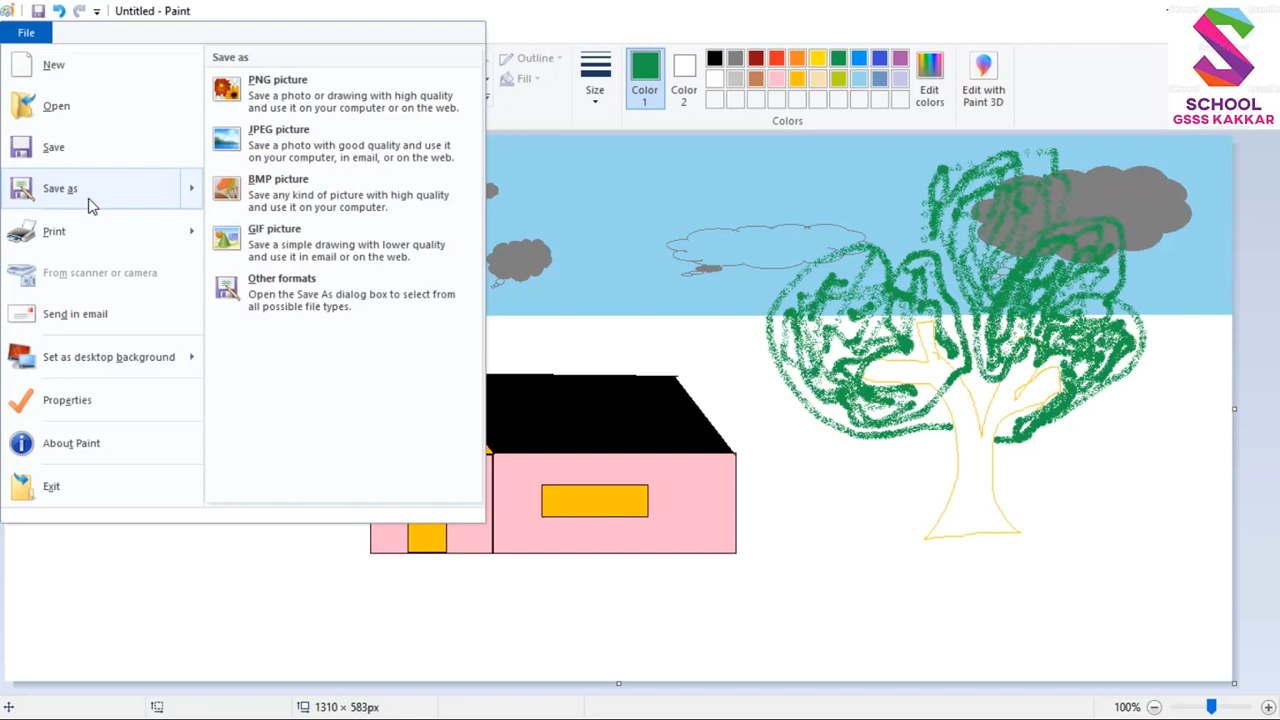 Untitled - Paint
File
New
Open
Save
Save as
Print
From scanner or camera
Send in email
Set as desktop background
Properties
About Paint
Exit
Save as
PNG picture
Save a photo or drawing with high quality
and use it on your computer or on the web.
JPEG picture
Save a photo with good quality and use it
on your computer, in email, or on the web.
BMP picture
Save any kind of picture with high quality
and use it on your computer.
GIF picture
Save a simple drawing with lower quality
and use it in email or on the web.
Other formats
Open the Save As dialog box to select from
all possible file types.
Outline
Fill
Size
Color
1
Color
2
Edit
colors
Edit with
Paint 3D
Colors
SCHOOL
GSSS KAKKAR
1310 × 583px
100%